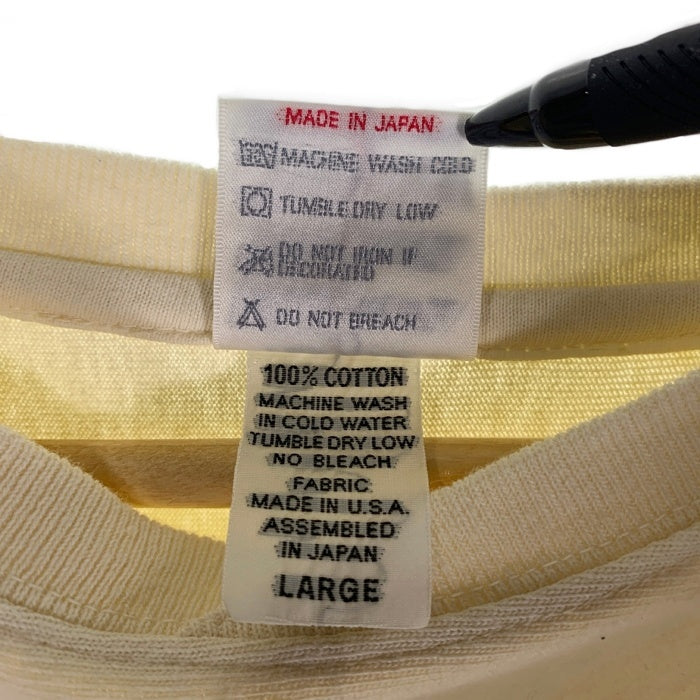 MADE IN JAPAN
MACHINE WASH COLD
TUMBLE DRY LOW
DO NOT IRON IF
DECORATED
DO NOT BREACH
100% COTTON
MACHINE WASH
IN COLD WATER
TUMBLE DRY LOW
NO BLEACH
FABRIC
MADE IN U.S.A.
ASSEMBLED
IN JAPAN
LARGE